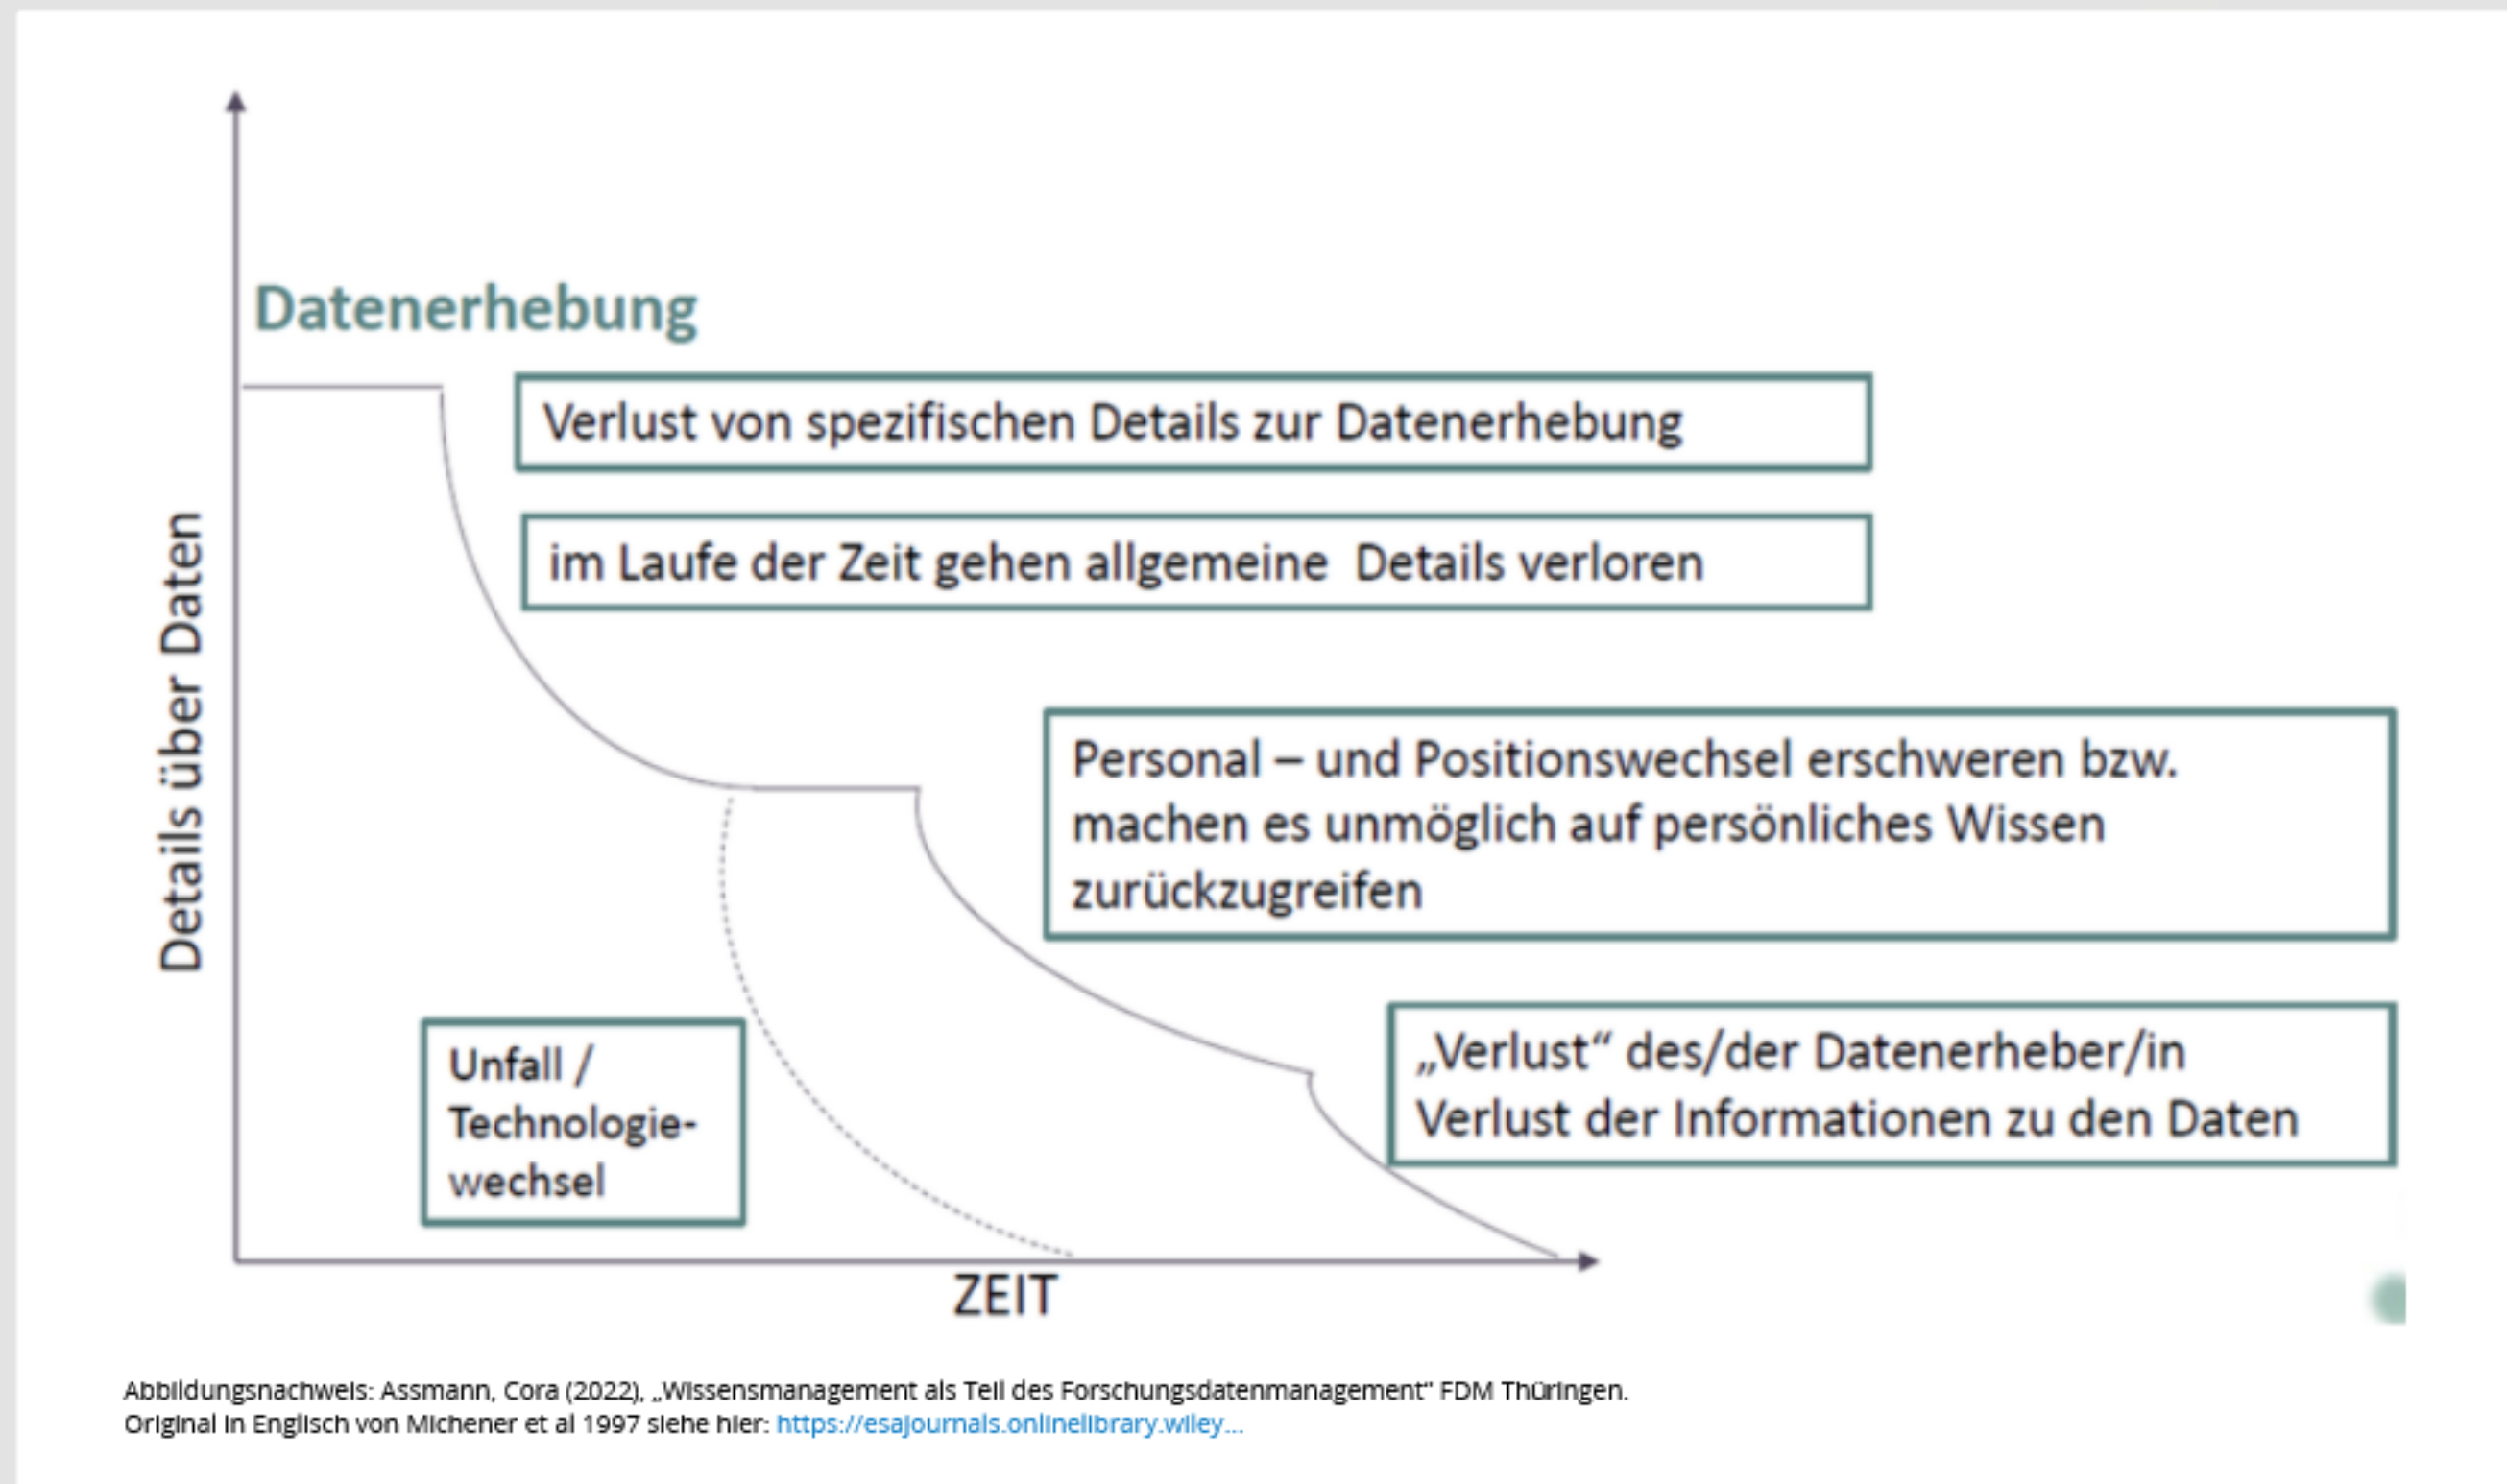 Datenerhebung
Verlust von spezifischen Details zur Datenerhebung
im Laufe der Zeit gehen allgemeine  Details verloren
Details über Daten
Personal – und Positionswechsel erschweren bzw.
machen es unmöglich auf persönliches Wissen
zurückzugreifen
„Verlust“ des/der Datenerheber/in
Verlust der Informationen zu den Daten
Unfall /
Technologie-
wechsel
ZEIT
Abbildungsnachweis: Assmann, Cora (2022), „Wissensmanagement als Teil des Forschungsdatenmanagement" FDM Thüringen.
Original in Englisch von Michener et al 1997 siehe hier: https://esajournals.onlinelibrary.wiley...